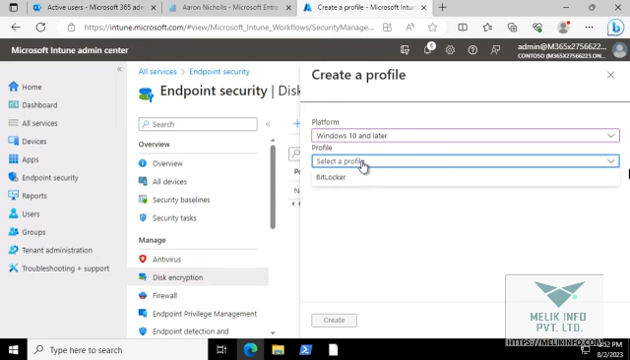 Active users - Microsoft 365 adm
Aaron Nicholls - Microsoft Entr
Create a profile - Microsoft Int
https://intune.microsoft.com/#view/Microsoft_Intune_Workflows/SecurityManage...
Microsoft Intune admin center
6
admin@M365x2756622...
CONTOSO (M365X27566223.ON...
Home
Dashboard
All services
Devices
Apps
Endpoint security
Reports
Users
Groups
Tenant administration
Troubleshooting + support
All services > Endpoint security
Endpoint security | Disk
Search
Overview
Overview
All devices
Security baselines
Security tasks
Manage
Antivirus
Disk encryption
Firewall
Endpoint Privilege Management
Endpoint detection and
Create a profile
Platform
Windows 10 and later
Profile
Select a profile
BitLocker
Create
MELIK INFO
PVT. LTD.
HTTPS://MELIKINFO.COM/
Type here to search
8/2/2023